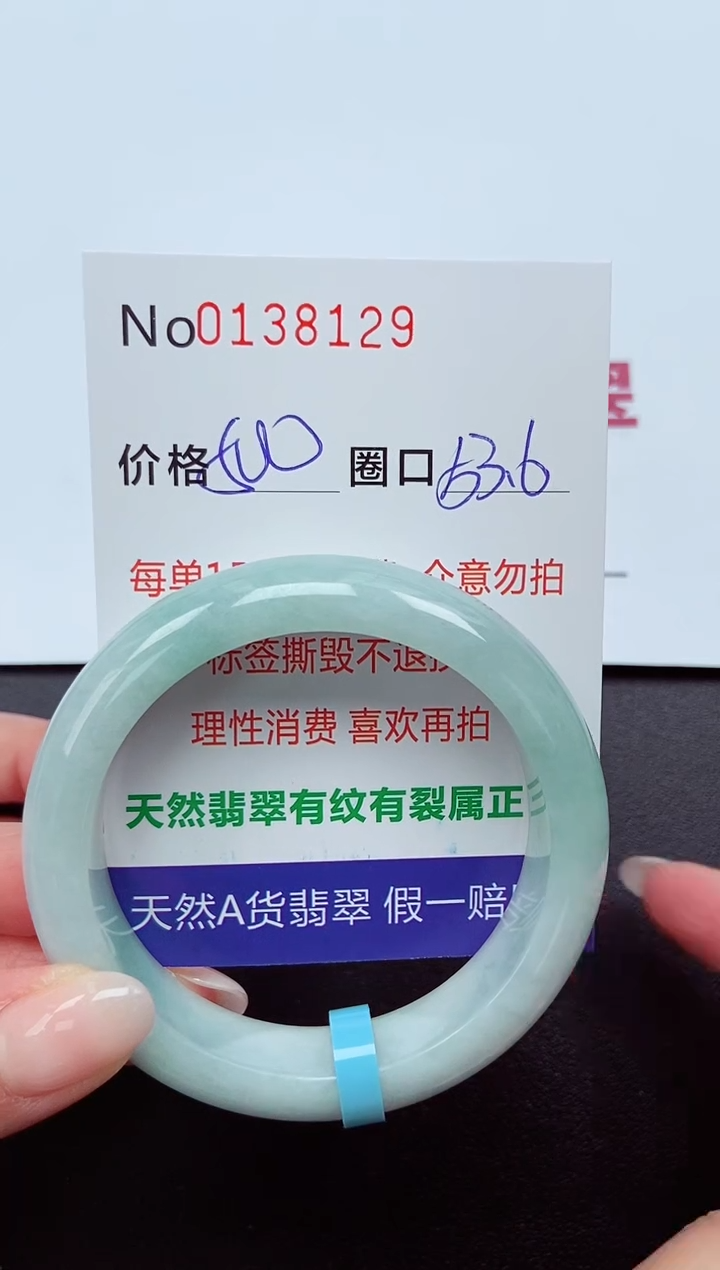 No0138129
价格500 圈口63.6
每单1 介意勿拍
标签撕毁不退
理性消费 喜欢再拍
天然翡翠有纹有裂属正
天然A货翡翠 假一赔